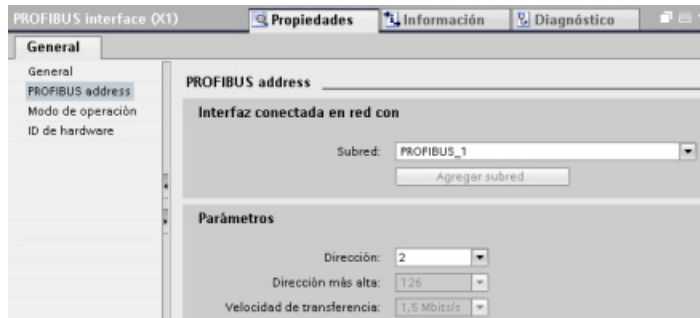 PROFIBUS interface (X1)
Propiedades
Información
Diagnóstico
General
General
PROFIBUS address
Modo de operación
ID de hardware
PROFIBUS address
Interfaz conectada en red con
Subred: PROFIBUS_1
Agregar subred
Parámetros
Dirección: 2
Dirección más alta: 126
Velocidad de transferencia: 1,5 Mbits/s